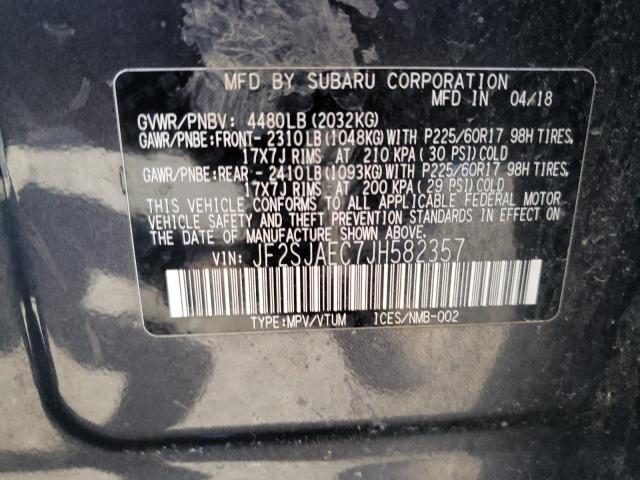 MFD BY SUBARU CORPORATION
MFD IN 04/18
GVWR/PNBV: 4480LB (2032KG)
GAWR/PNBE:FRONT- 2310LB (1048KG) WITH P225/60R17 98H TIRES,
17X7J RIMS AT 210 KPA ( 30 PSI) COLD
GAWR/PNBE:REAR - 2410LB (1093KG) WITH P225/60R17 98H TIRES,
17X7J RIMS AT 200 KPA ( 29 PSI) COLD
THIS VEHICLE CONFORMS TO ALL APPLICABLE FEDERAL MOTOR
VEHICLE SAFETY AND THEFT PREVENTION STANDARDS IN EFFECT ON
THE DATE OF MANUFACTURE SHOWN ABOVE.
VIN: JF2SJAEC7JH582357
TYPE:MPV/VTUM ICES/NMB-002